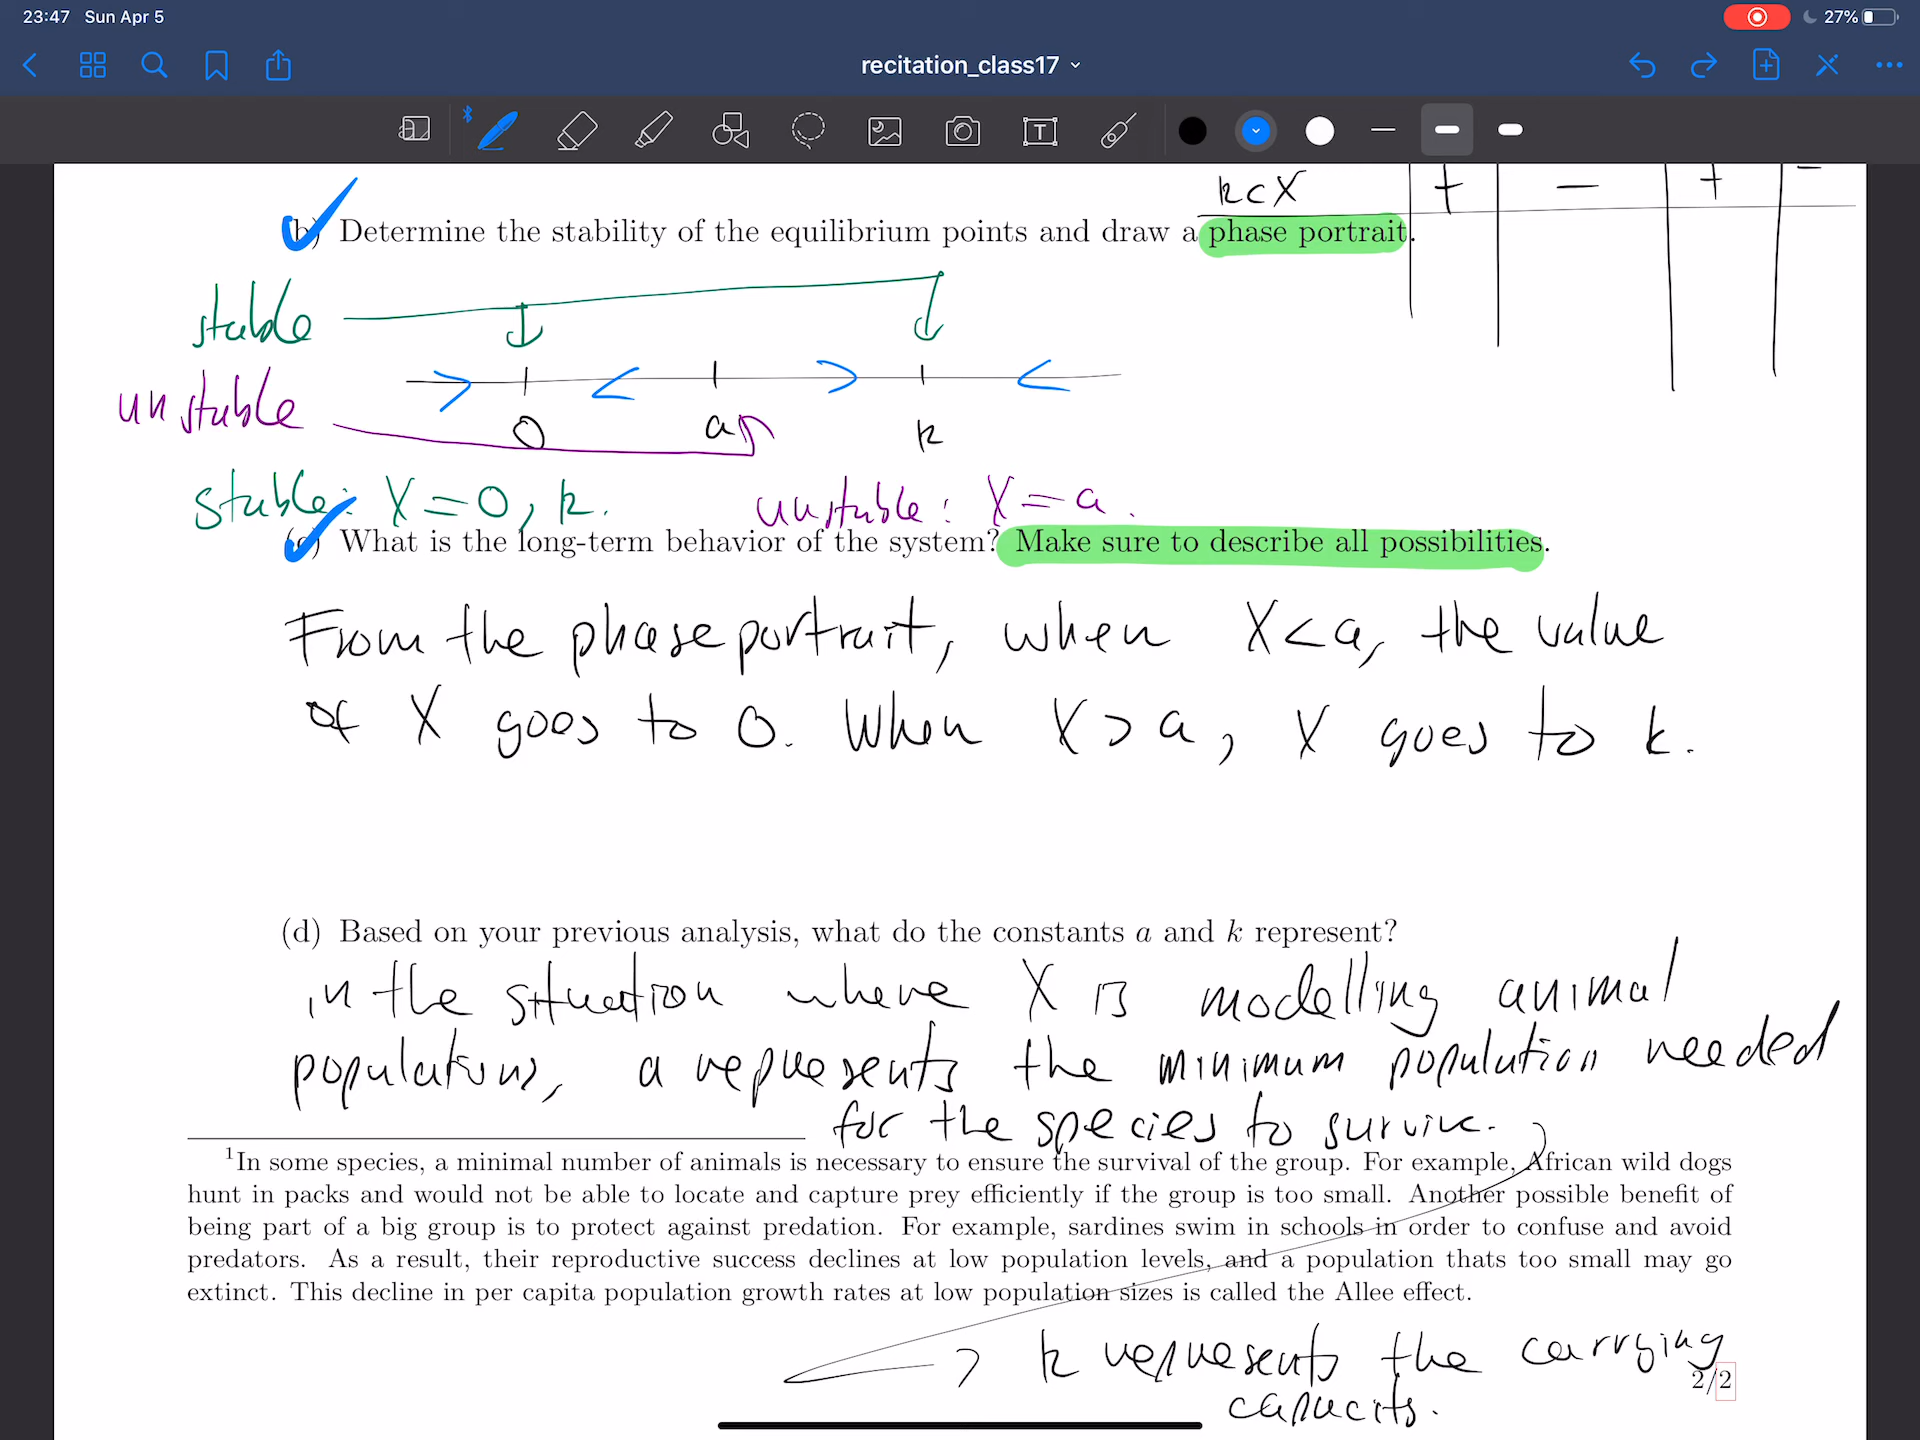 23:47 Sun Apr 5
27%
recitation_class17
k<X + − + −
b) Determine the stability of the equilibrium points and draw a phase portrait.
stable
unstable
0 a k
stable: X = 0, k. unstable: X = a.
(c) What is the long-term behavior of the system? Make sure to describe all possibilities.
From the phase portrait, when X < a, the value
of X goes to 0. When X > a, X goes to k.
(d) Based on your previous analysis, what do the constants a and k represent?
in the situation where X is modelling animal
populations, a represents the minimum population needed
for the species to survive.
1In some species, a minimal number of animals is necessary to ensure the survival of the group. For example, African wild dogs
hunt in packs and would not be able to locate and capture prey efficiently if the group is too small. Another possible benefit of
being part of a big group is to protect against predation. For example, sardines swim in schools in order to confuse and avoid
predators. As a result, their reproductive success declines at low population levels, and a population thats too small may go
extinct. This decline in per capita population growth rates at low population sizes is called the Allee effect.
k represents the carrying
2/2
capacity.